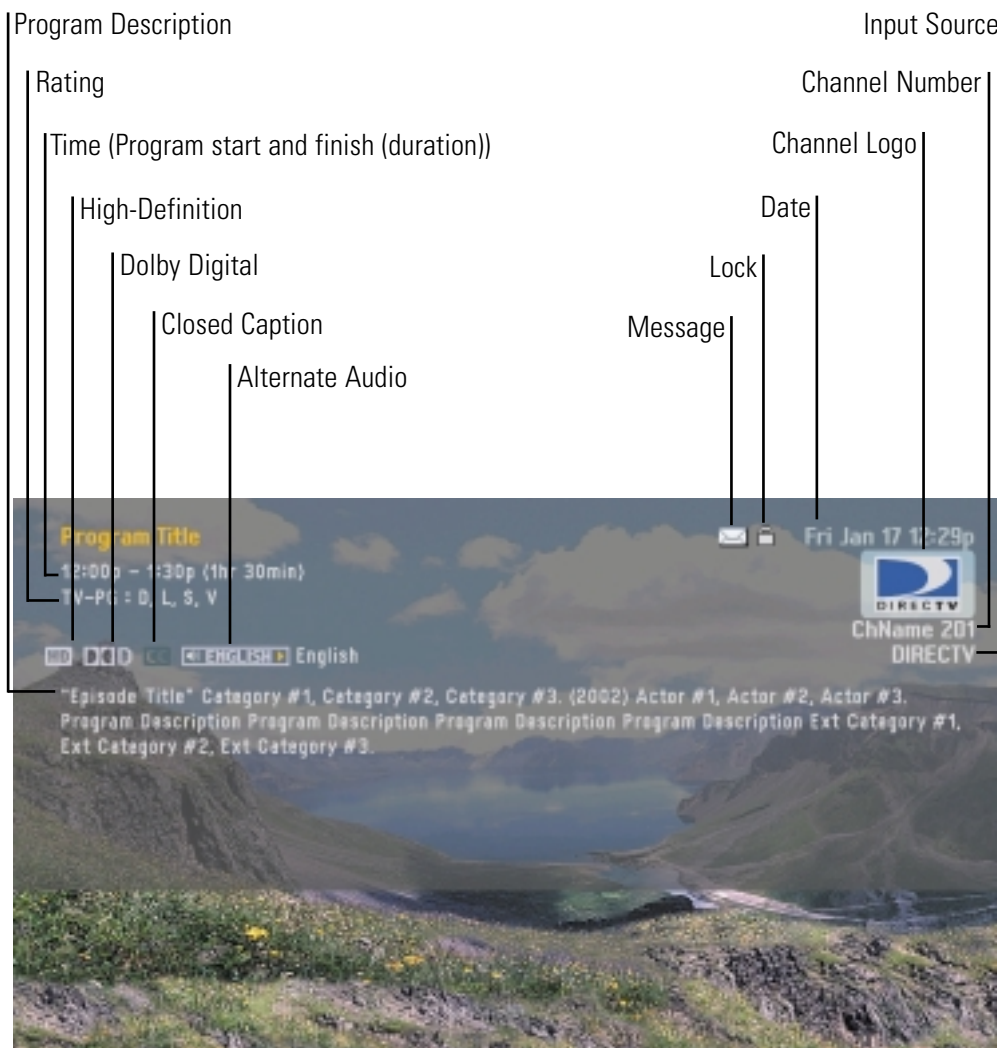 Program Description
Input Source
Rating
Channel Number
Time (Program start and finish (duration))
Channel Logo
High-Definition
Date
Dolby Digital
Lock
Closed Caption
Message
Alternate Audio
Program Title
Fri Jan 17 12:29p
12:00p - 1:30p (1hr 30min)
TV-PG : D, L, S, V
DIRECTV
ChName 201
HD D D CC ENGLISH English
DIRECTV
"Episode Title" Category #1, Category #2, Category #3. (2002) Actor #1, Actor #2, Actor #3.
Program Description Program Description Program Description Program Description Ext Category #1,
Ext Category #2, Ext Category #3.